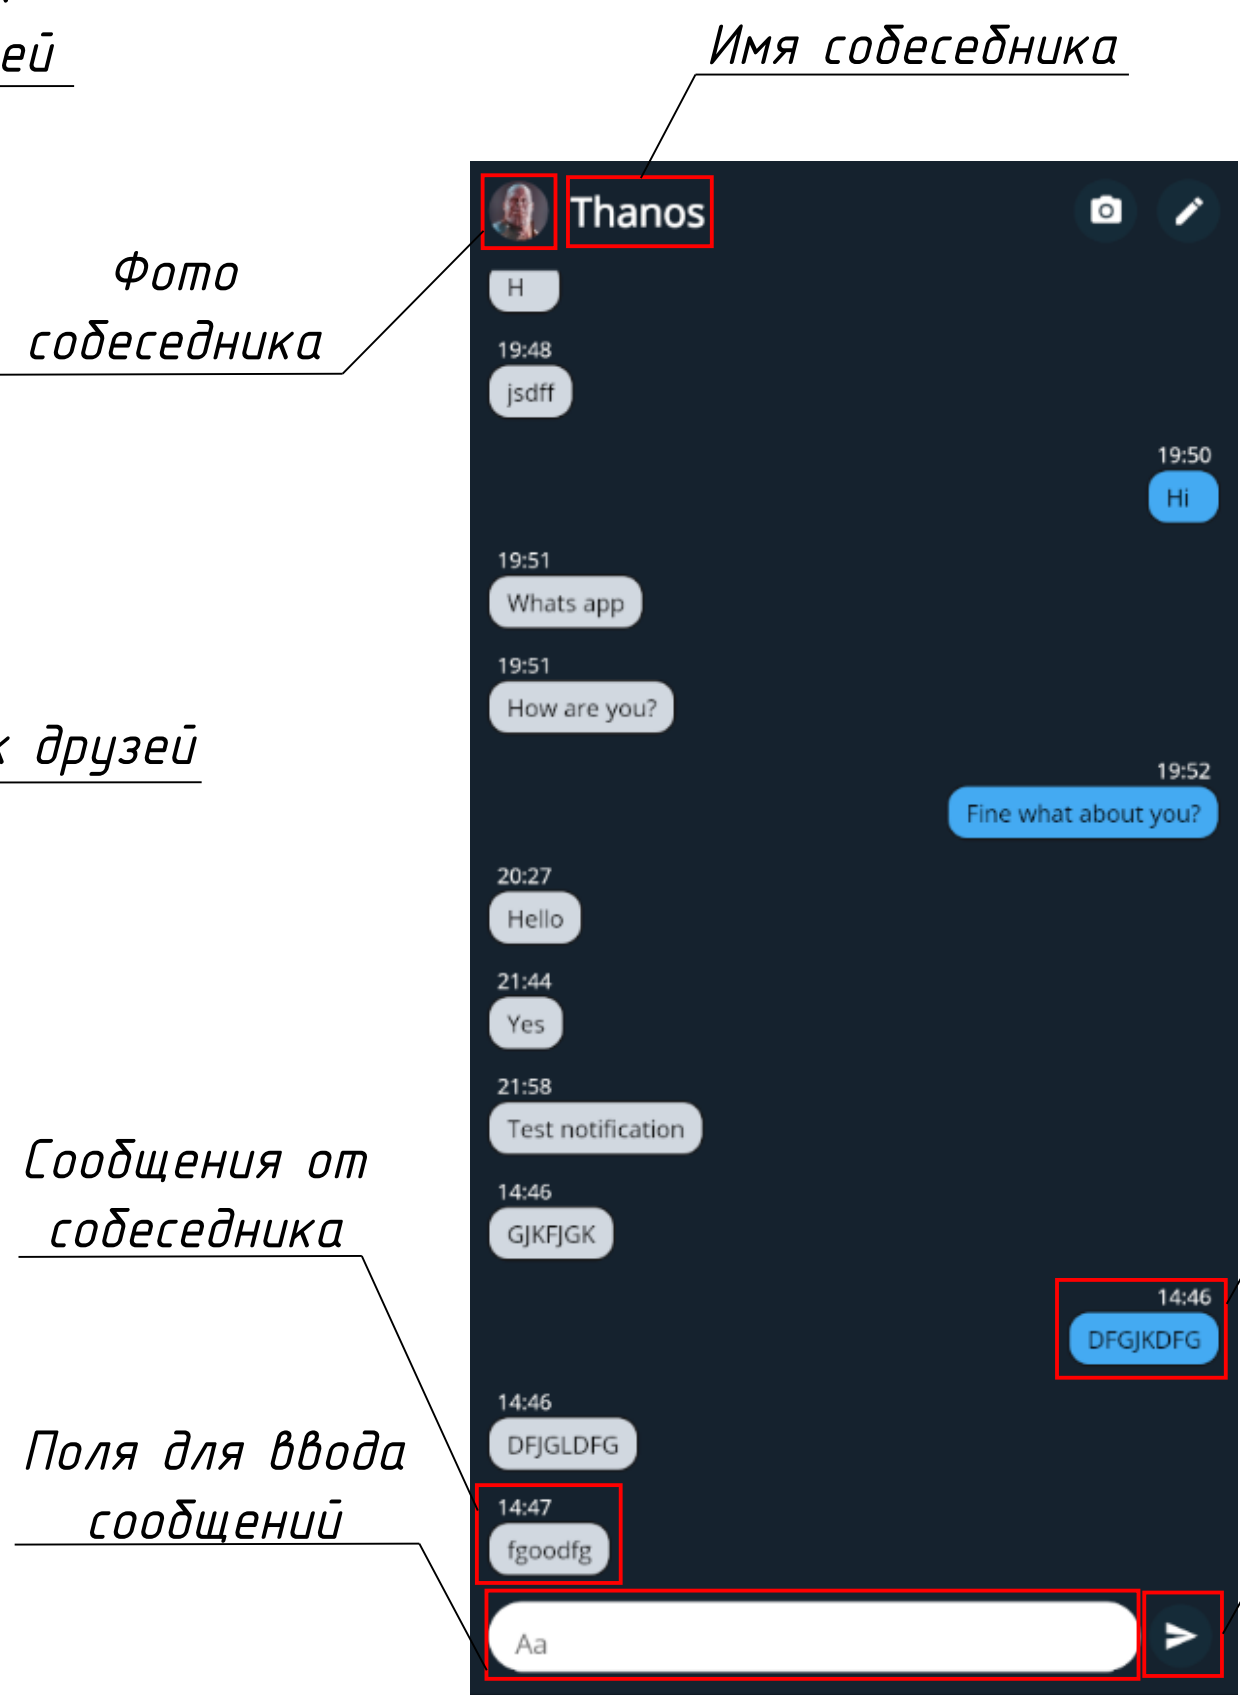 ей
Имя собеседника
Thanos
Фото
собеседника
H
19:48
jsdff
19:50
Hi
19:51
Whats app
19:51
How are you?
к друзей
19:52
Fine what about you?
20:27
Hello
21:44
Yes
21:58
Test notification
Сообщения от
собеседника
14:46
GJKFJGK
14:46
DFGJKDFG
14:46
DFJGLDFG
Поля для ввода
сообщений
14:47
fgoodfg
Aa